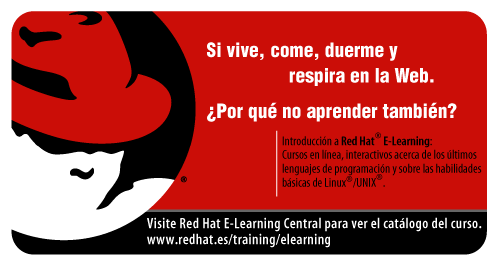 Si vive, come, duerme y
respira en la Web.
¿Por qué no aprender también?
Introducción a Red Hat® E-Learning:
Cursos en línea, interactivos acerca de los últimos
lenguajes de programación y sobre las habilidades
básicas de Linux®/UNIX®.
®
Visite Red Hat E-Learning Central para ver el catálogo del curso.
www.redhat.es/training/elearning